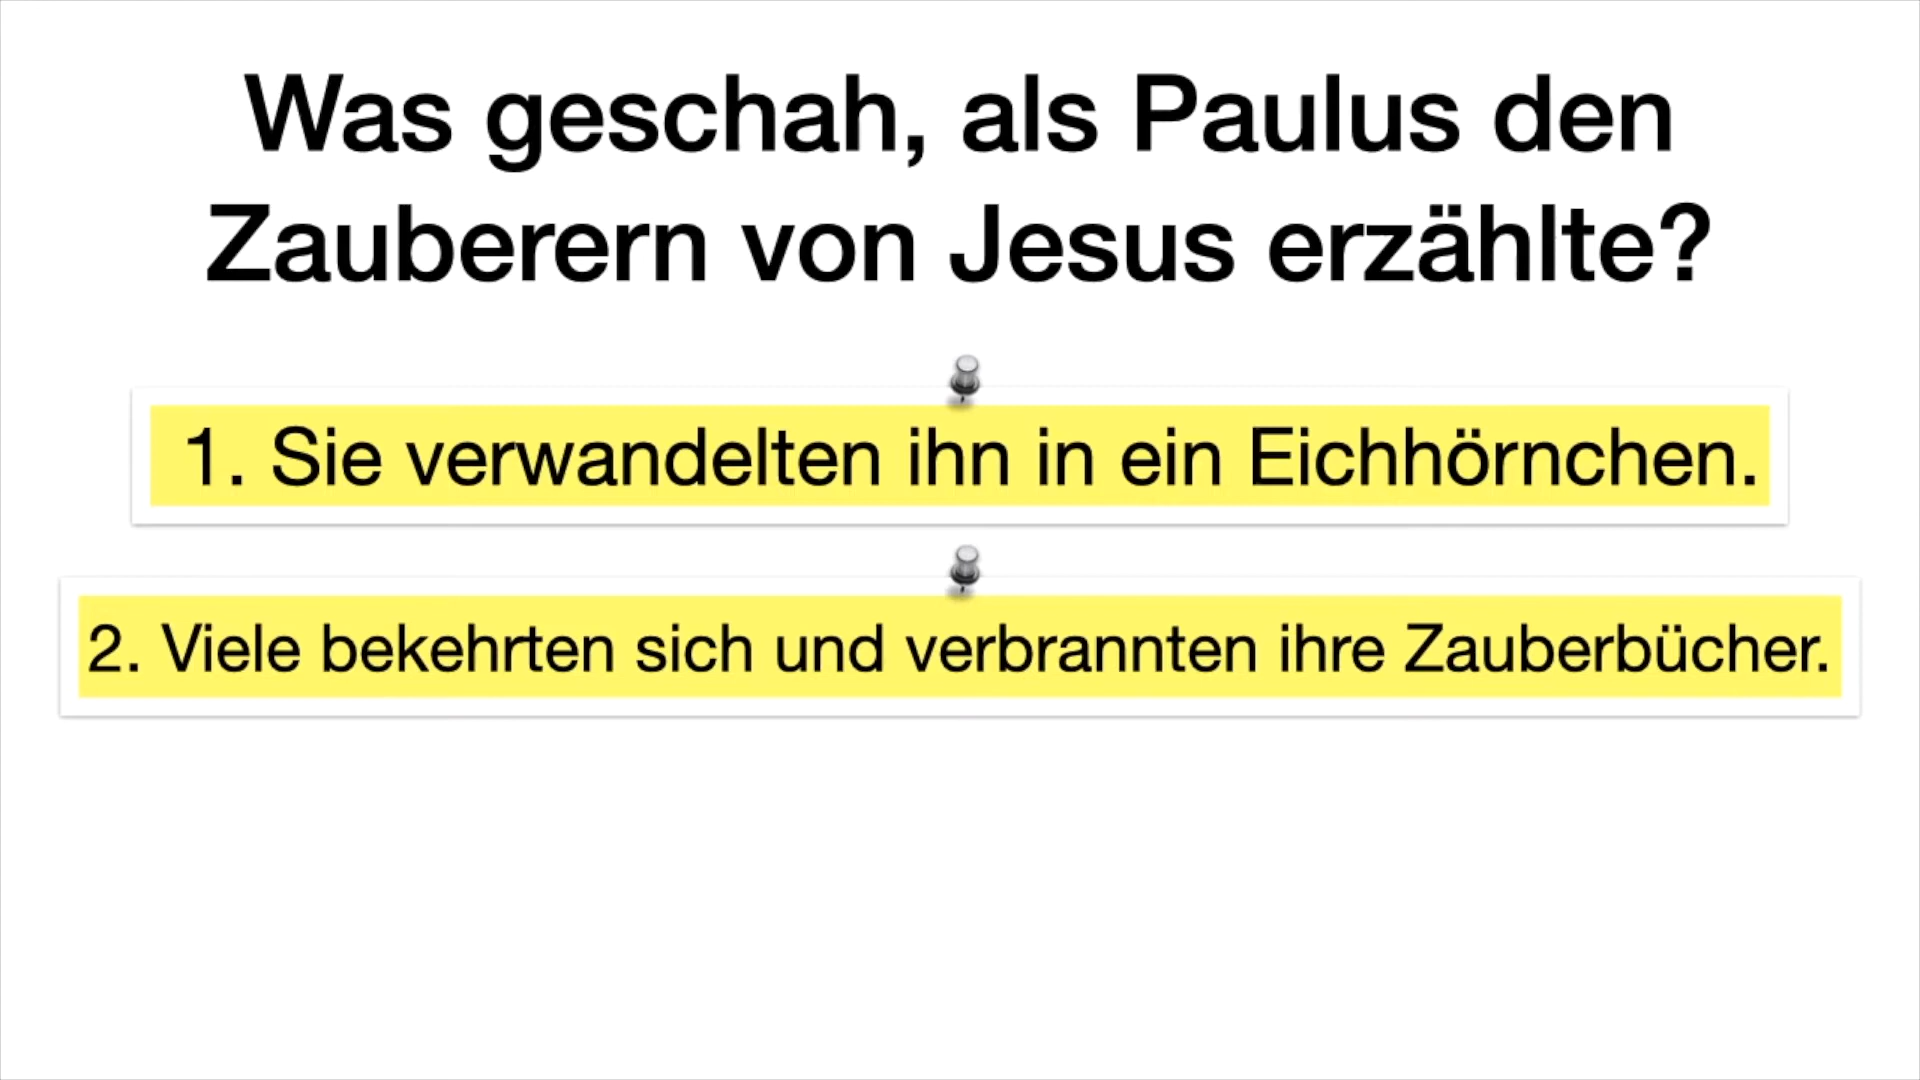 Was geschah, als Paulus den
Zauberern von Jesus erzählte?
1. Sie verwandelten ihn in ein Eichhörnchen.
2. Viele bekehrten sich und verbrannten ihre Zauberbücher.